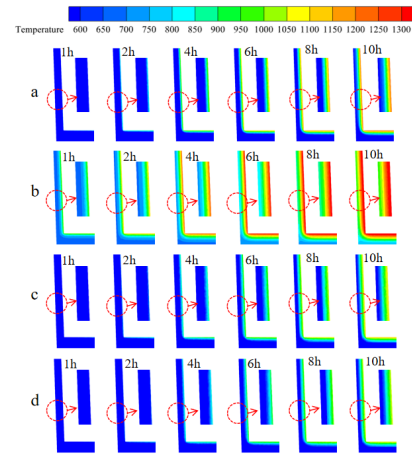 Temperature 600 650 700 750 800 850 900 950 1000 1050 1100 1150 1200 1250 1300
a 1h 2h 4h 6h 8h 10h
b 1h 2h 4h 6h 8h 10h
c 1h 2h 4h 6h 8h 10h
d 1h 2h 4h 6h 8h 10h